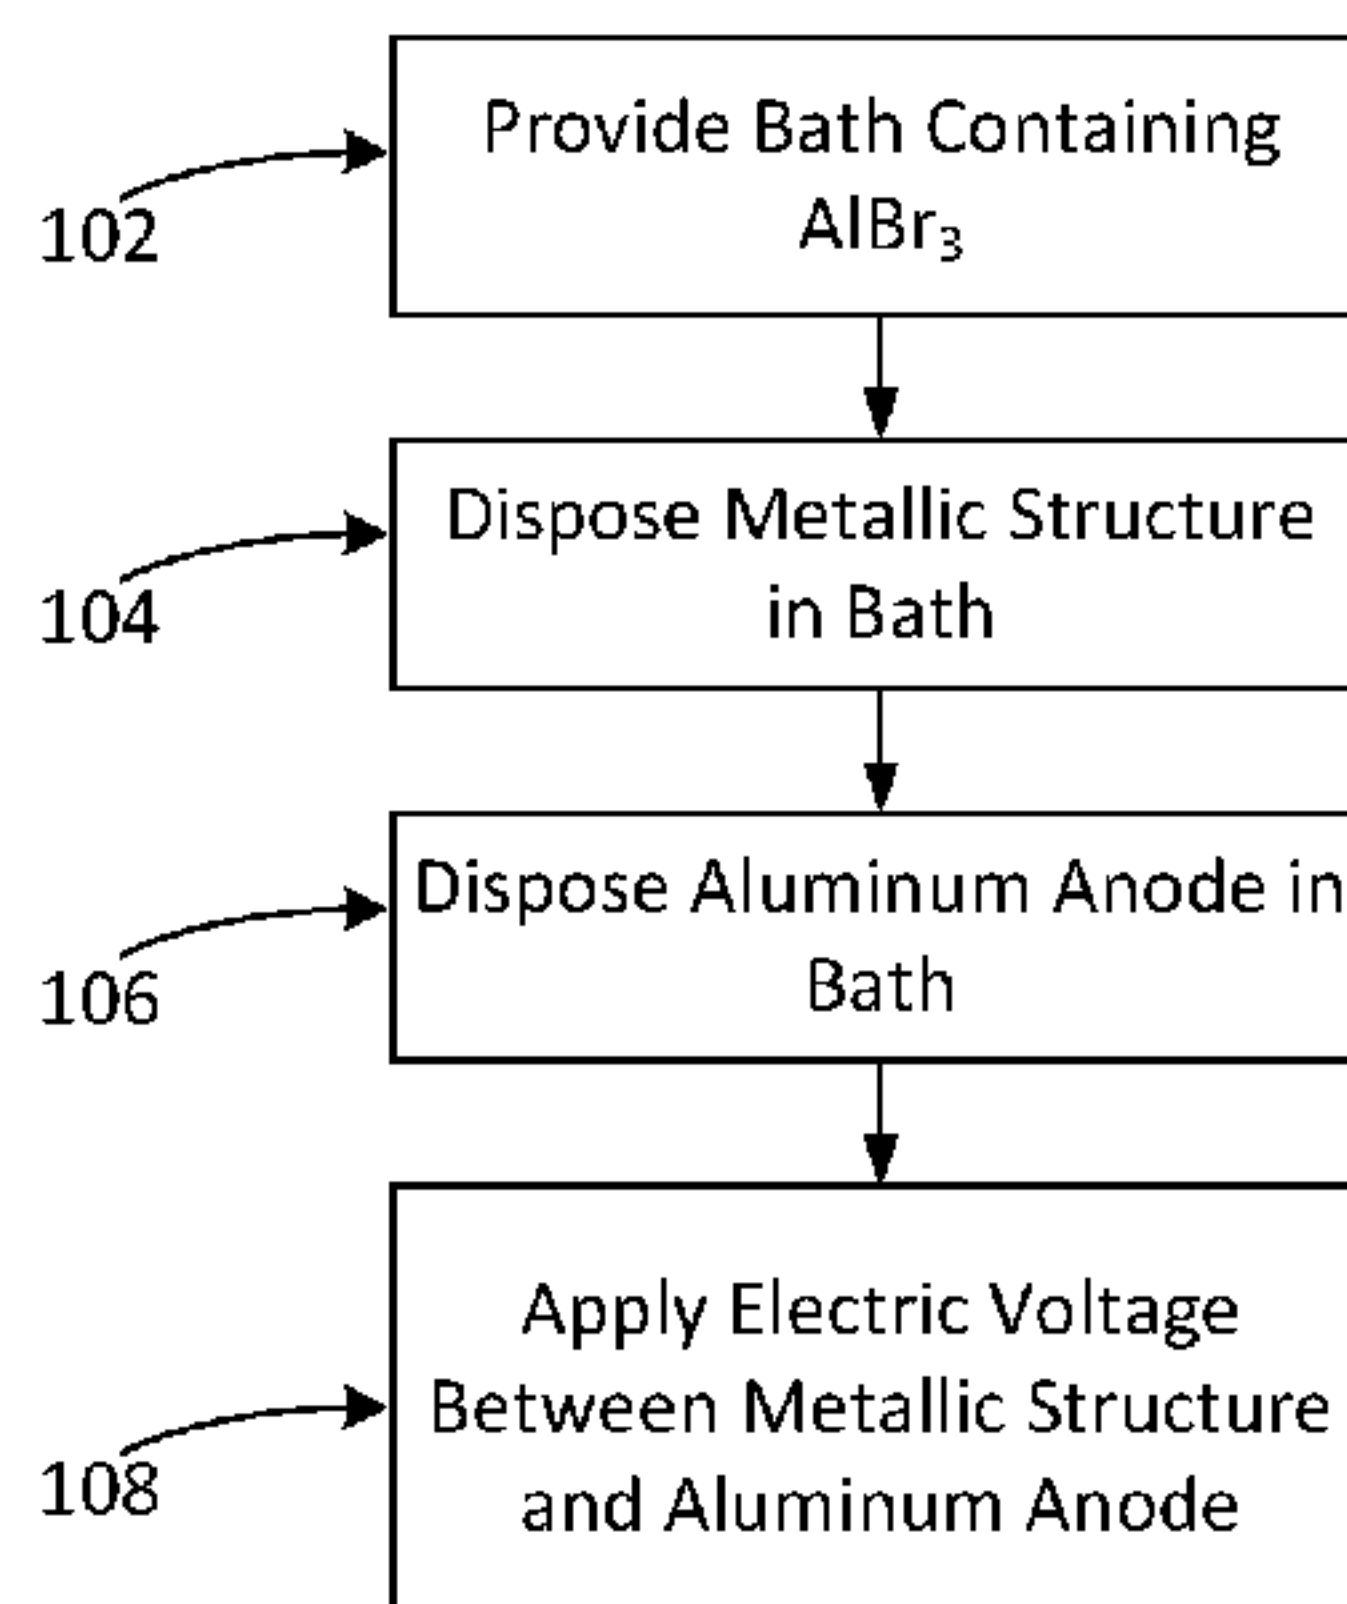 Provide Bath Containing
AlBr₃
102
Dispose Metallic Structure
in Bath
104
Dispose Aluminum Anode in
Bath
106
Apply Electric Voltage
Between Metallic Structure
and Aluminum Anode
108